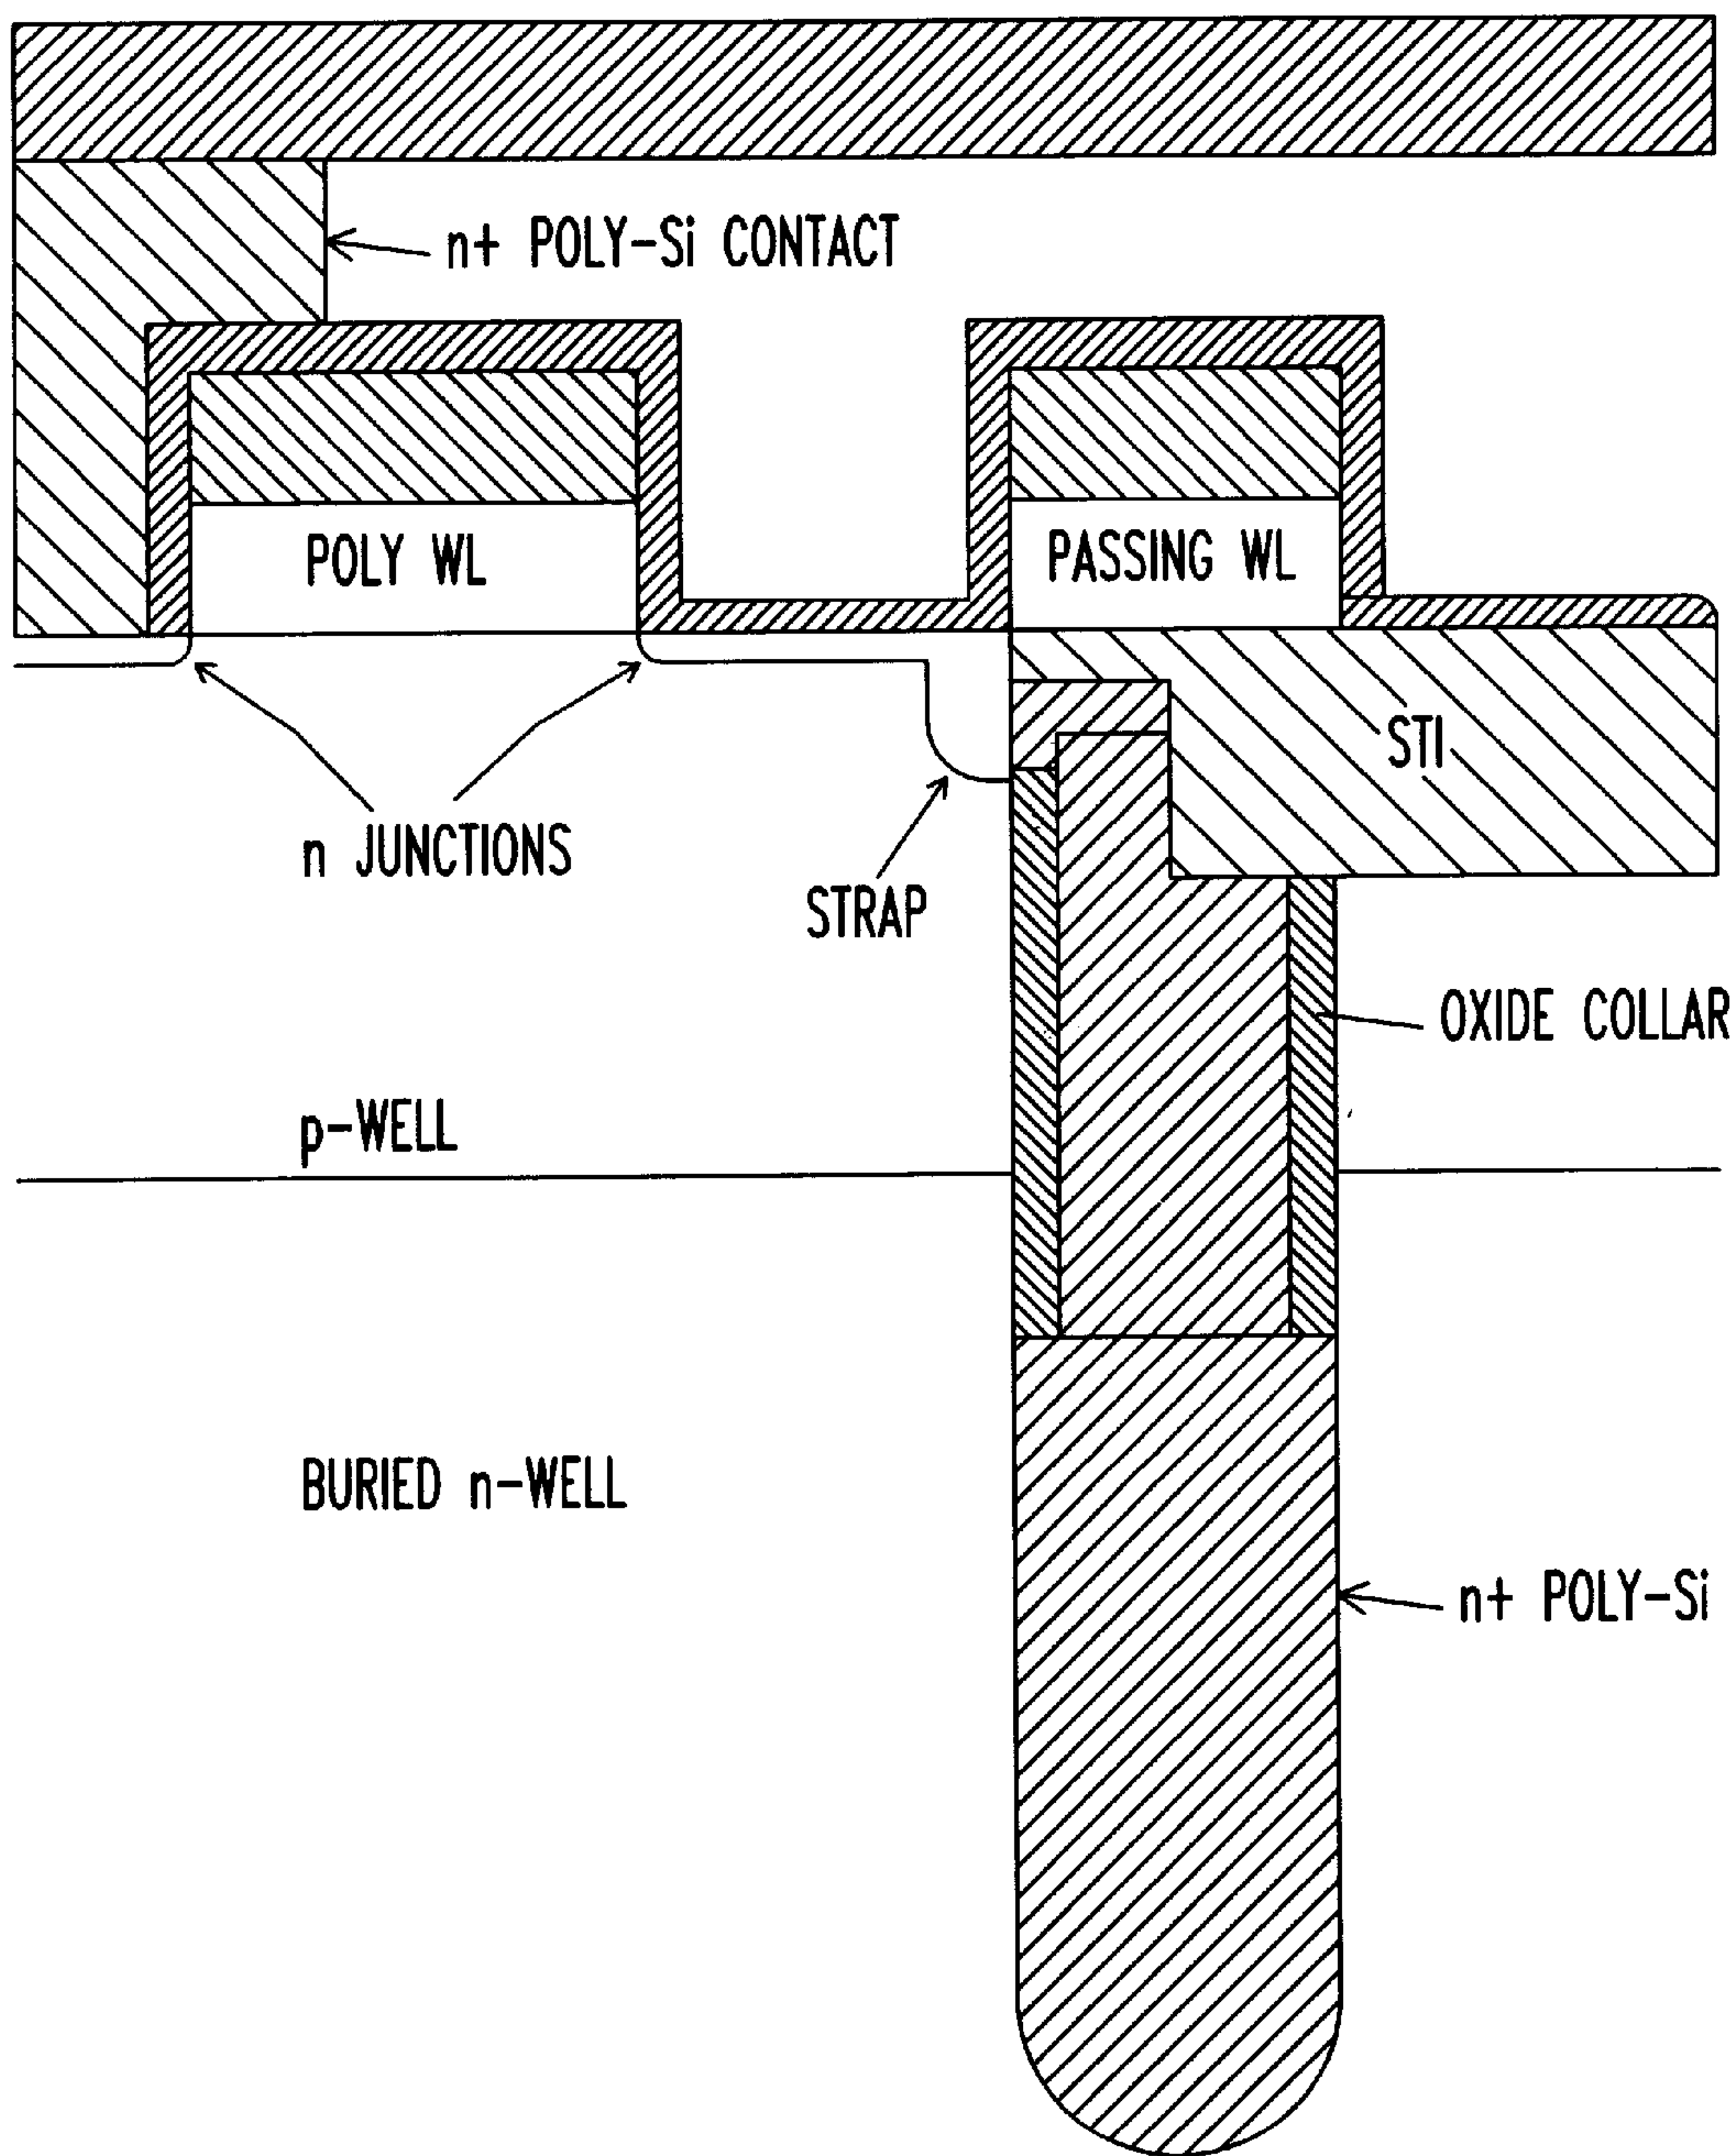 n+ POLY-Si CONTACT
POLY WL
PASSING WL
STI
n JUNCTIONS
STRAP
OXIDE COLLAR
p-WELL
BURIED n-WELL
n+ POLY-Si